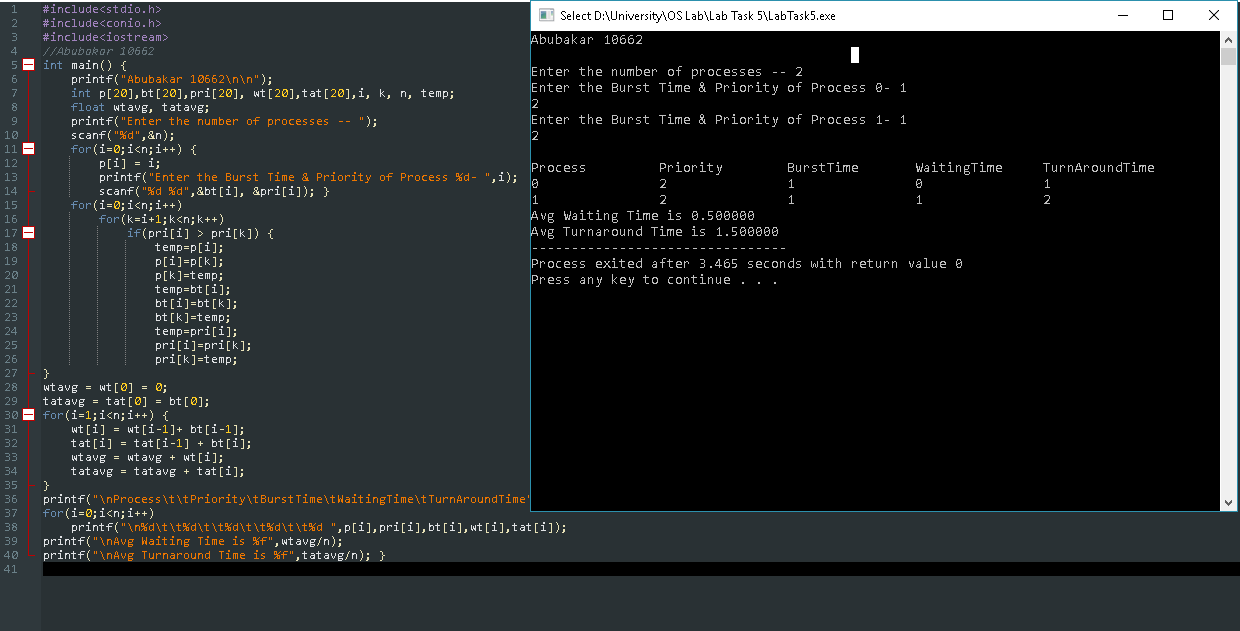 1 #include<stdio.h>
2 #include<conio.h>
3 #include<iostream>
4 //Abubakar 10662
5 int main() {
6 printf("Abubakar 10662\n\n");
7 int p[20],bt[20],pri[20], wt[20],tat[20],i, k, n, temp;
8 float wtavg, tatavg;
9 printf("Enter the number of processes -- ");
10 scanf("%d",&n);
11 for(i=0;i<n;i++) {
12 p[i] = i;
13 printf("Enter the Burst Time & Priority of Process %d- ",i);
14 scanf("%d %d",&bt[i], &pri[i]); }
15 for(i=0;i<n;i++)
16 for(k=i+1;k<n;k++)
17 if(pri[i] > pri[k]) {
18 temp=p[i];
19 p[i]=p[k];
20 p[k]=temp;
21 temp=bt[i];
22 bt[i]=bt[k];
23 bt[k]=temp;
24 temp=pri[i];
25 pri[i]=pri[k];
26 pri[k]=temp;
27 }
28 wtavg = wt[0] = 0;
29 tatavg = tat[0] = bt[0];
30 for(i=1;i<n;i++) {
31 wt[i] = wt[i-1]+ bt[i-1];
32 tat[i] = tat[i-1] + bt[i];
33 wtavg = wtavg + wt[i];
34 tatavg = tatavg + tat[i];
35 }
36 printf("\nProcess\t\tPriority\tBurstTime\tWaitingTime\tTurnAroundTime"
37 for(i=0;i<n;i++)
38 printf("\n%d\t\t%d\t\t%d\t\t%d\t\t%d ",p[i],pri[i],bt[i],wt[i],tat[i]);
39 printf("\nAvg Waiting Time is %f",wtavg/n);
40 printf("\nAvg Turnaround Time is %f",tatavg/n); }
41
Select D:\University\OS Lab\Lab Task 5\LabTask5.exe
Abubakar 10662
Enter the number of processes -- 2
Enter the Burst Time & Priority of Process 0- 1
2
Enter the Burst Time & Priority of Process 1- 1
2
Process Priority BurstTime WaitingTime TurnAroundTime
0 2 1 0 1
1 2 1 1 2
Avg Waiting Time is 0.500000
Avg Turnaround Time is 1.500000
--------------------------------
Process exited after 3.465 seconds with return value 0
Press any key to continue . . .